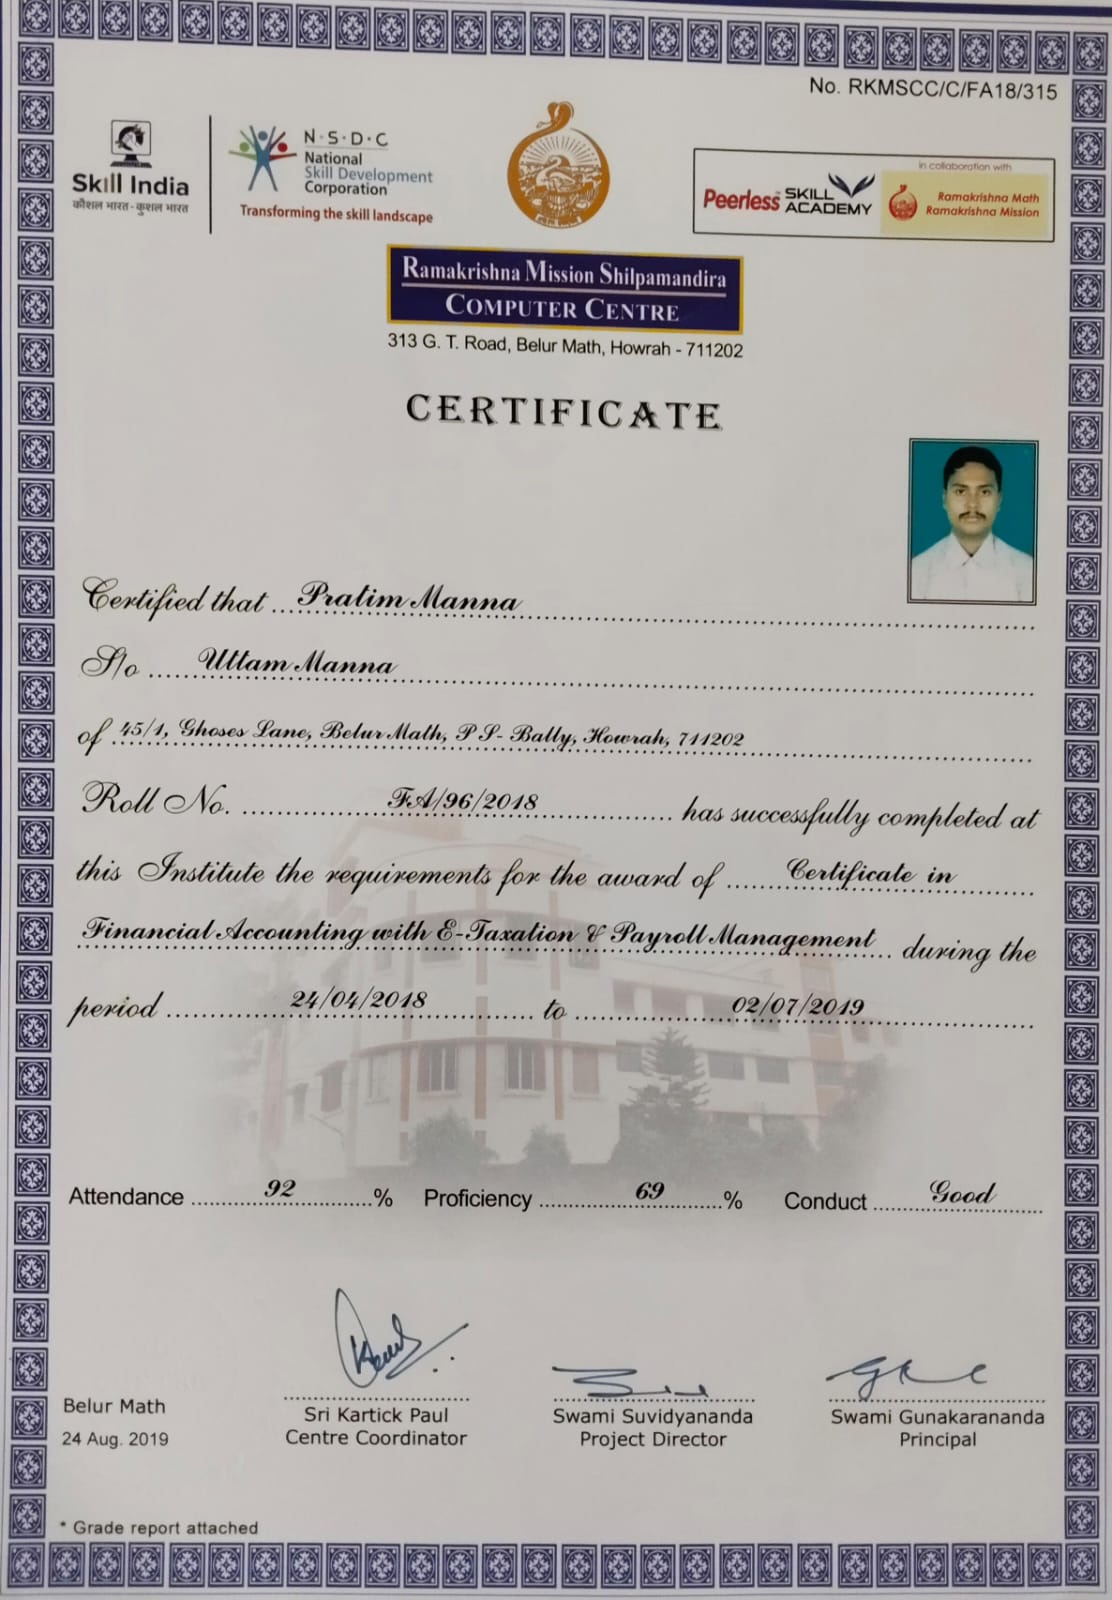 No. RKMSCC/C/FA18/315
Skill India
कौशल भारत - कुशल भारत
N·S·D·C
National
Skill Development
Corporation
Transforming the skill landscape
in collaboration with
Peerless SKILL ACADEMY
Ramakrishna Math
Ramakrishna Mission
Ramakrishna Mission Shilpamandira
COMPUTER CENTRE
313 G. T. Road, Belur Math, Howrah - 711202
CERTIFICATE
Certified that Pratim Manna
S/o Uttam Manna
of 45/1, Ghoses Lane, Belur Math, P S- Bally, Howrah, 711202
Roll No. FA/96/2018 has successfully completed at
this Institute the requirements for the award of Certificate in
Financial Accounting with E-Taxation & Payroll Management during the
period 24/04/2018 to 02/07/2019
Attendance 92 % Proficiency 69 % Conduct Good
Belur Math
24 Aug. 2019
Sri Kartick Paul
Centre Coordinator
Swami Suvidyananda
Project Director
Swami Gunakarananda
Principal
* Grade report attached